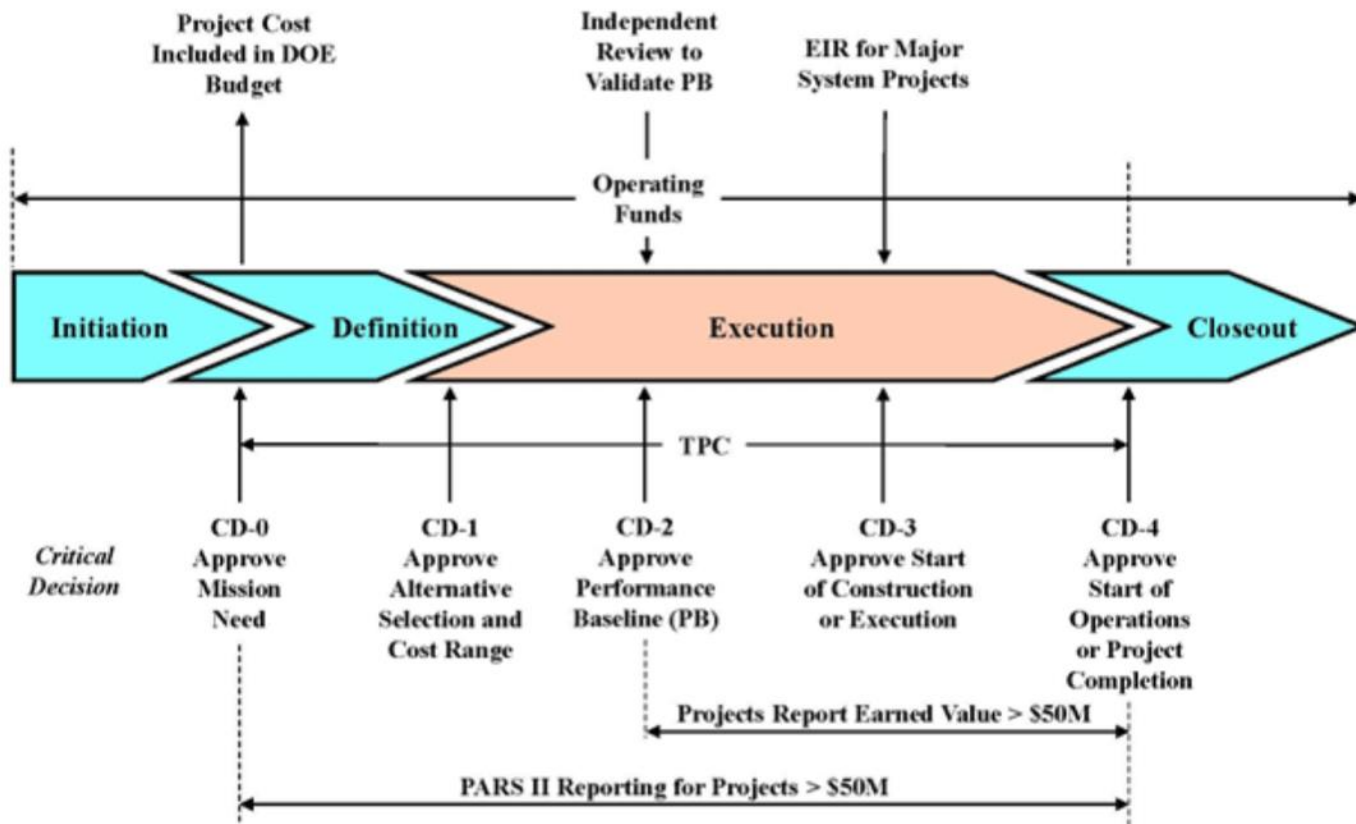 Project Cost
Included in DOE
Budget
Independent
Review to
Validate PB
EIR for Major
System Projects
Operating
Funds
Initiation
Definition
Execution
Closeout
TPC
Critical
Decision
CD-0
Approve
Mission
Need
CD-1
Approve
Alternative
Selection and
Cost Range
CD-2
Approve
Performance
Baseline (PB)
CD-3
Approve Start
of Construction
or Execution
CD-4
Approve
Start of
Operations
or Project
Completion
Projects Report Earned Value > $50M
PARS II Reporting for Projects > $50M